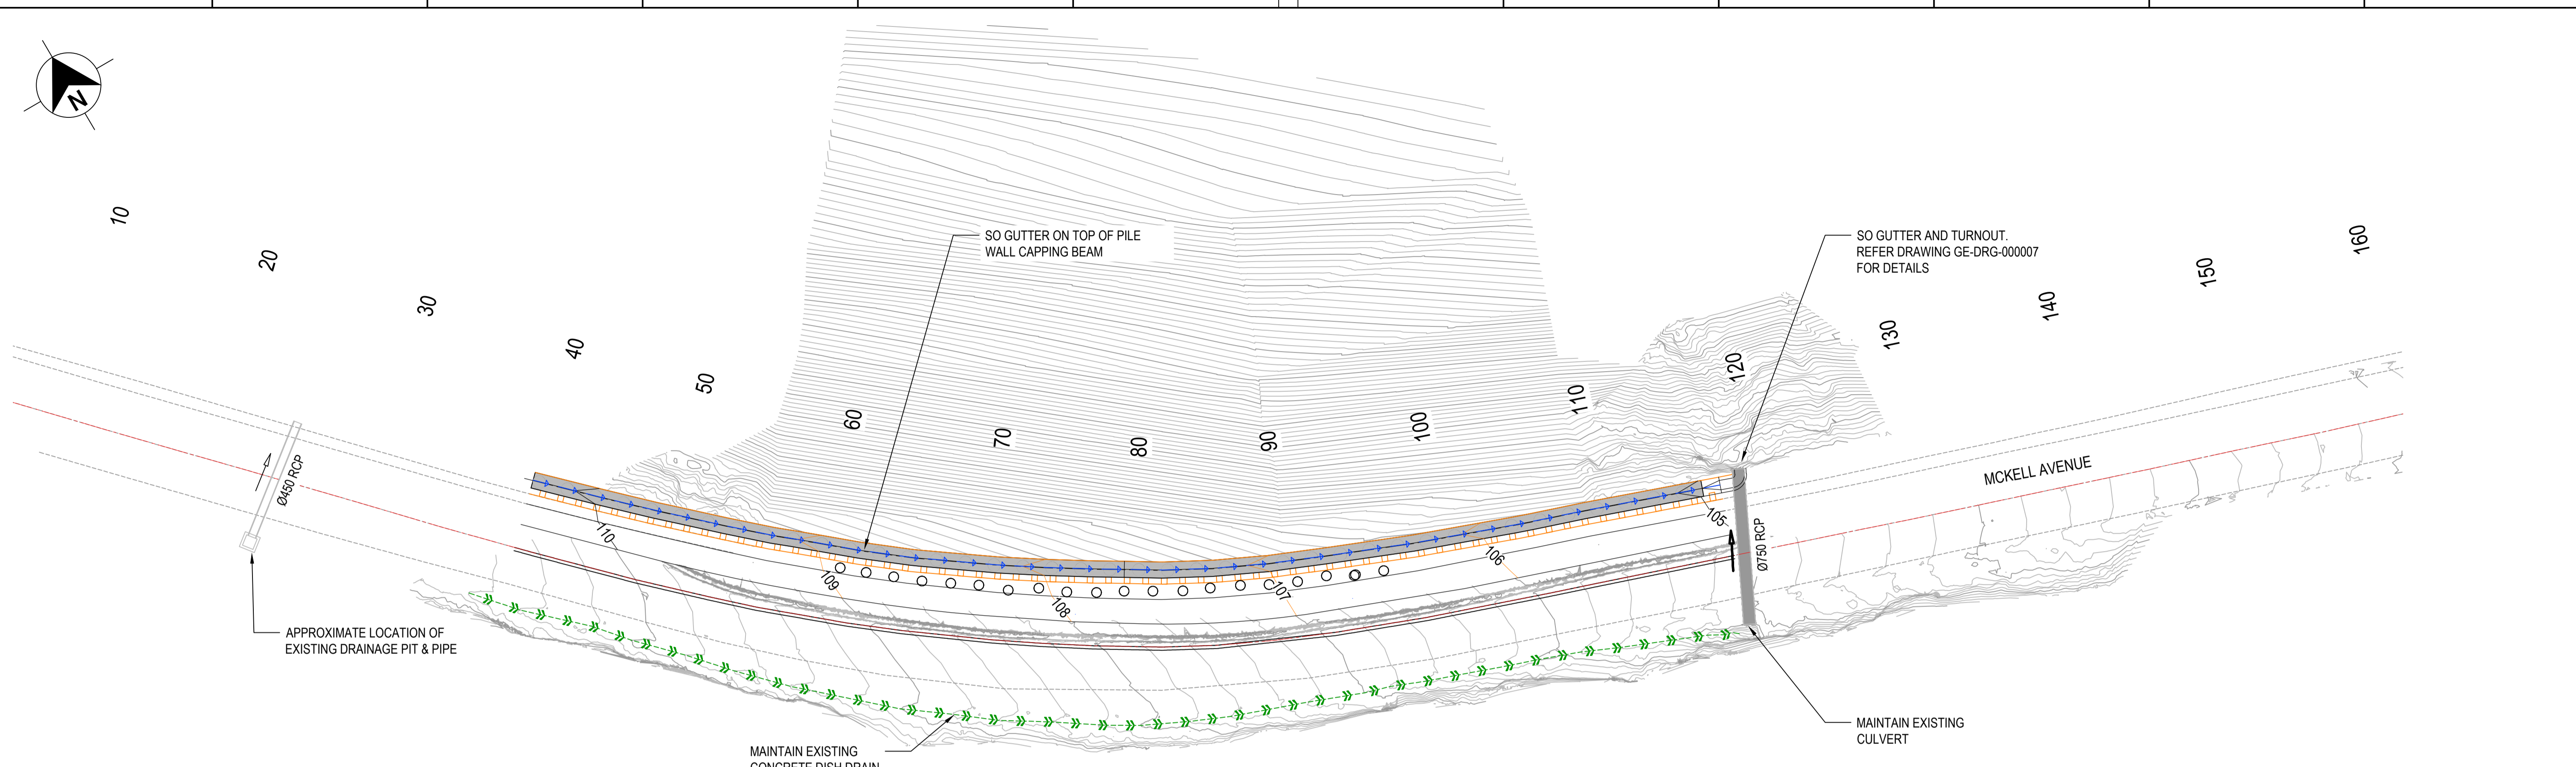 N
10
20
30
40
50
60
70
80
90
100
110
120
130
140
150
160
SO GUTTER ON TOP OF PILE
WALL CAPPING BEAM
SO GUTTER AND TURNOUT.
REFER DRAWING GE-DRG-000007
FOR DETAILS
Ø450 RCP
MCKELL AVENUE
110
109
108
107
106
105
Ø750 RCP
APPROXIMATE LOCATION OF
EXISTING DRAINAGE PIT & PIPE
MAINTAIN EXISTING
CULVERT
MAINTAIN EXISTING
CONCRETE DISH DRAIN